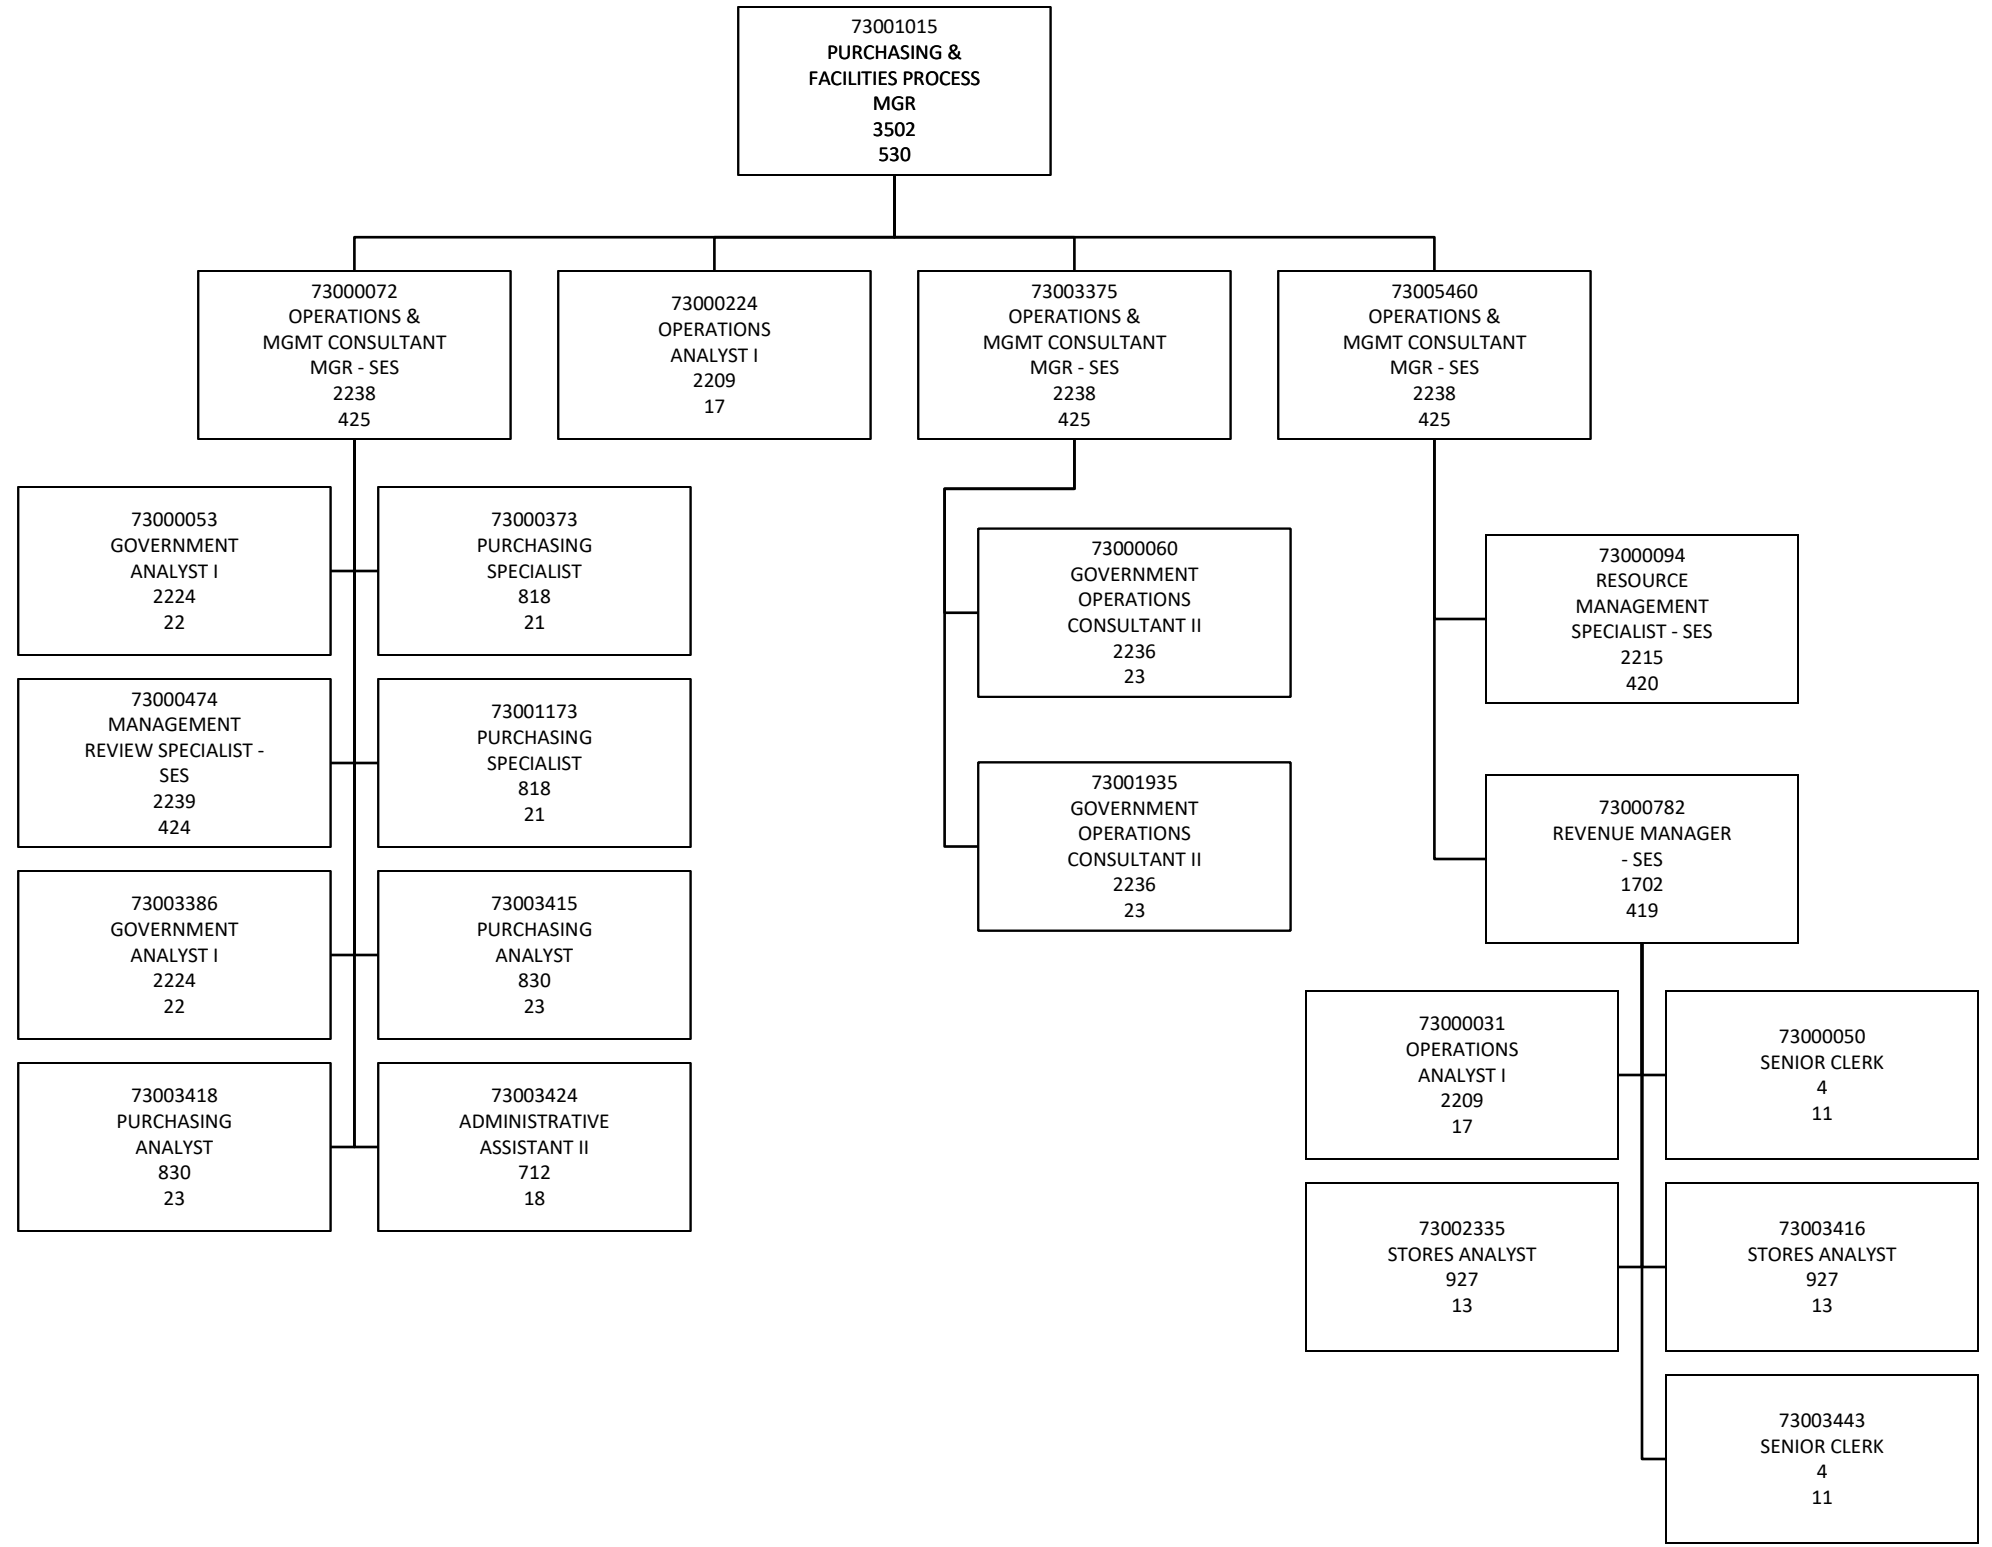 73001015
PURCHASING &
FACILITIES PROCESS
MGR
3502
530
73000072
OPERATIONS &
MGMT CONSULTANT
MGR - SES
2238
425
73000224
OPERATIONS
ANALYST I
2209
17
73003375
OPERATIONS &
MGMT CONSULTANT
MGR - SES
2238
425
73005460
OPERATIONS &
MGMT CONSULTANT
MGR - SES
2238
425
73000053
GOVERNMENT
ANALYST I
2224
22
73000373
PURCHASING
SPECIALIST
818
21
73000474
MANAGEMENT
REVIEW SPECIALIST -
SES
2239
424
73001173
PURCHASING
SPECIALIST
818
21
73003386
GOVERNMENT
ANALYST I
2224
22
73003415
PURCHASING
ANALYST
830
23
73003418
PURCHASING
ANALYST
830
23
73003424
ADMINISTRATIVE
ASSISTANT II
712
18
73000060
GOVERNMENT
OPERATIONS
CONSULTANT II
2236
23
73001935
GOVERNMENT
OPERATIONS
CONSULTANT II
2236
23
73000094
RESOURCE
MANAGEMENT
SPECIALIST - SES
2215
420
73000782
REVENUE MANAGER
- SES
1702
419
73000031
OPERATIONS
ANALYST I
2209
17
73000050
SENIOR CLERK
4
11
73002335
STORES ANALYST
927
13
73003416
STORES ANALYST
927
13
73003443
SENIOR CLERK
4
11